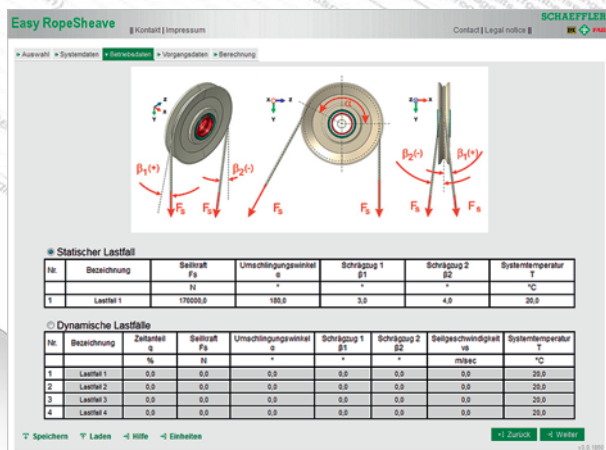 Easy RopeSheave
|| Kontakt | Impressum
Contact | Legal notice ||
SCHAEFFLER
FAG
Auswahl Systemdaten Betriebsdaten Vorgangsdaten Berechnung
β1(+) Fs Fs β2(-)
d
Fs Fs
β2(-) β1(+)
Fs Fs
Statischer Lastfall
Nr. Bezeichnung Seilkraft Fs Umschlingungswinkel α Schrägzug 1 β1 Schrägzug 2 β2 Systemtemperatur T
N ° ° ° °C
1 Lastfall 1 170000,0 180,0 3,0 4,0 20,0
Dynamische Lastfälle
Nr. Bezeichnung Zeitanteil q Seilkraft Fs Umschlingungswinkel α Schrägzug 1 β1 Schrägzug 2 β2 Seilgeschwindigkeit vs Systemtemperatur T
% N ° ° ° m/sec °C
1 Lastfall 1 0,0 0,0 0,0 0,0 0,0 0,0 20,0
2 Lastfall 2 0,0 0,0 0,0 0,0 0,0 0,0 20,0
3 Lastfall 3 0,0 0,0 0,0 0,0 0,0 0,0 20,0
4 Lastfall 4 0,0 0,0 0,0 0,0 0,0 0,0 20,0
Speichern Laden Hilfe Einheiten
Zurück Weiter